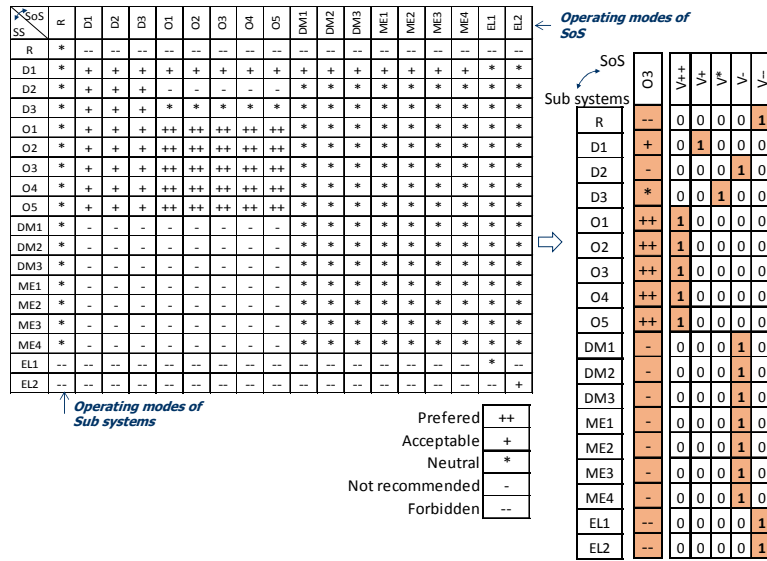 SoS
SS R D1 D2 D3 O1 O2 O3 O4 O5 DM1 DM2 DM3 ME1 ME2 ME3 ME4 EL1 EL2
R * -- -- -- -- -- -- -- -- -- -- -- -- -- -- -- -- --
D1 * + + + + + + + + + + + + + + + * *
D2 * + + + - - - - - * * * * * * * * *
D3 * + + + * * * * * * * * * * * * * *
O1 * + + + ++ ++ ++ ++ ++ * * * * * * * * *
O2 * + + + ++ ++ ++ ++ ++ * * * * * * * * *
O3 * + + + ++ ++ ++ ++ ++ * * * * * * * * *
O4 * + + + ++ ++ ++ ++ ++ * * * * * * * * *
O5 * + + + ++ ++ ++ ++ ++ * * * * * * * * *
DM1 * - - - - - - - - * * * * * * * * *
DM2 * - - - - - - - - * * * * * * * * *
DM3 * - - - - - - - - * * * * * * * * *
ME1 * - - - - - - - - * * * * * * * * *
ME2 * - - - - - - - - * * * * * * * * *
ME3 * - - - - - - - - * * * * * * * * *
ME4 * - - - - - - - - * * * * * * * * *
EL1 -- -- -- -- -- -- -- -- -- -- -- -- -- -- -- -- * --
EL2 -- -- -- -- -- -- -- -- -- -- -- -- -- -- -- -- -- +
Operating modes of
SoS
Operating modes of
Sub systems
Prefered ++
Acceptable +
Neutral *
Not recommended -
Forbidden --
SoS
Sub systems O3 V++ V+ V* V- V--
R -- 0 0 0 0 1
D1 + 0 1 0 0 0
D2 - 0 0 0 1 0
D3 * 0 0 1 0 0
O1 ++ 1 0 0 0 0
O2 ++ 1 0 0 0 0
O3 ++ 1 0 0 0 0
O4 ++ 1 0 0 0 0
O5 ++ 1 0 0 0 0
DM1 - 0 0 0 1 0
DM2 - 0 0 0 1 0
DM3 - 0 0 0 1 0
ME1 - 0 0 0 1 0
ME2 - 0 0 0 1 0
ME3 - 0 0 0 1 0
ME4 - 0 0 0 1 0
EL1 -- 0 0 0 0 1
EL2 -- 0 0 0 0 1